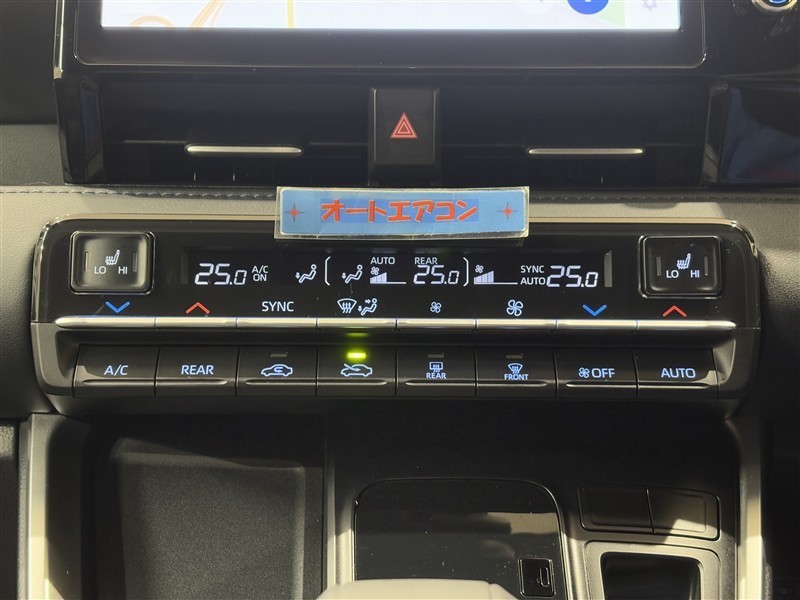 オートエアコン
LO HI
25.0 A/C ON
AUTO
REAR 25.0
SYNC AUTO 25.0
LO HI
SYNC
A/C
REAR
REAR
FRONT
OFF
AUTO